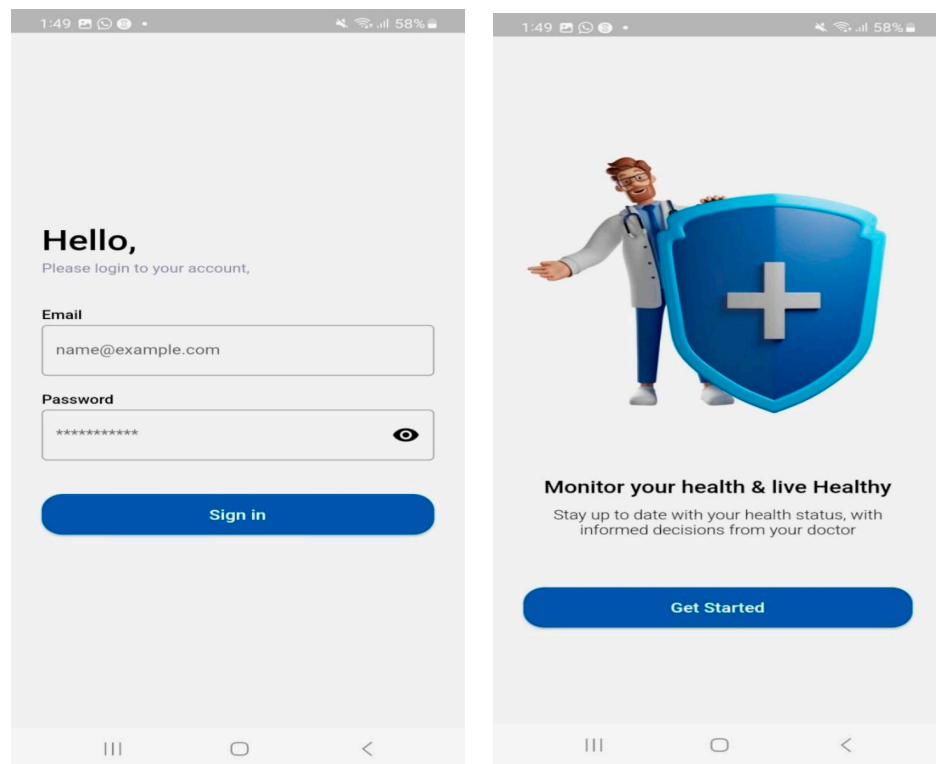 1:49
58%
Hello,
Please login to your account,
Email
name@example.com
Password
***********
Sign in
1:49
58%
Monitor your health & live Healthy
Stay up to date with your health status, with
informed decisions from your doctor
Get Started